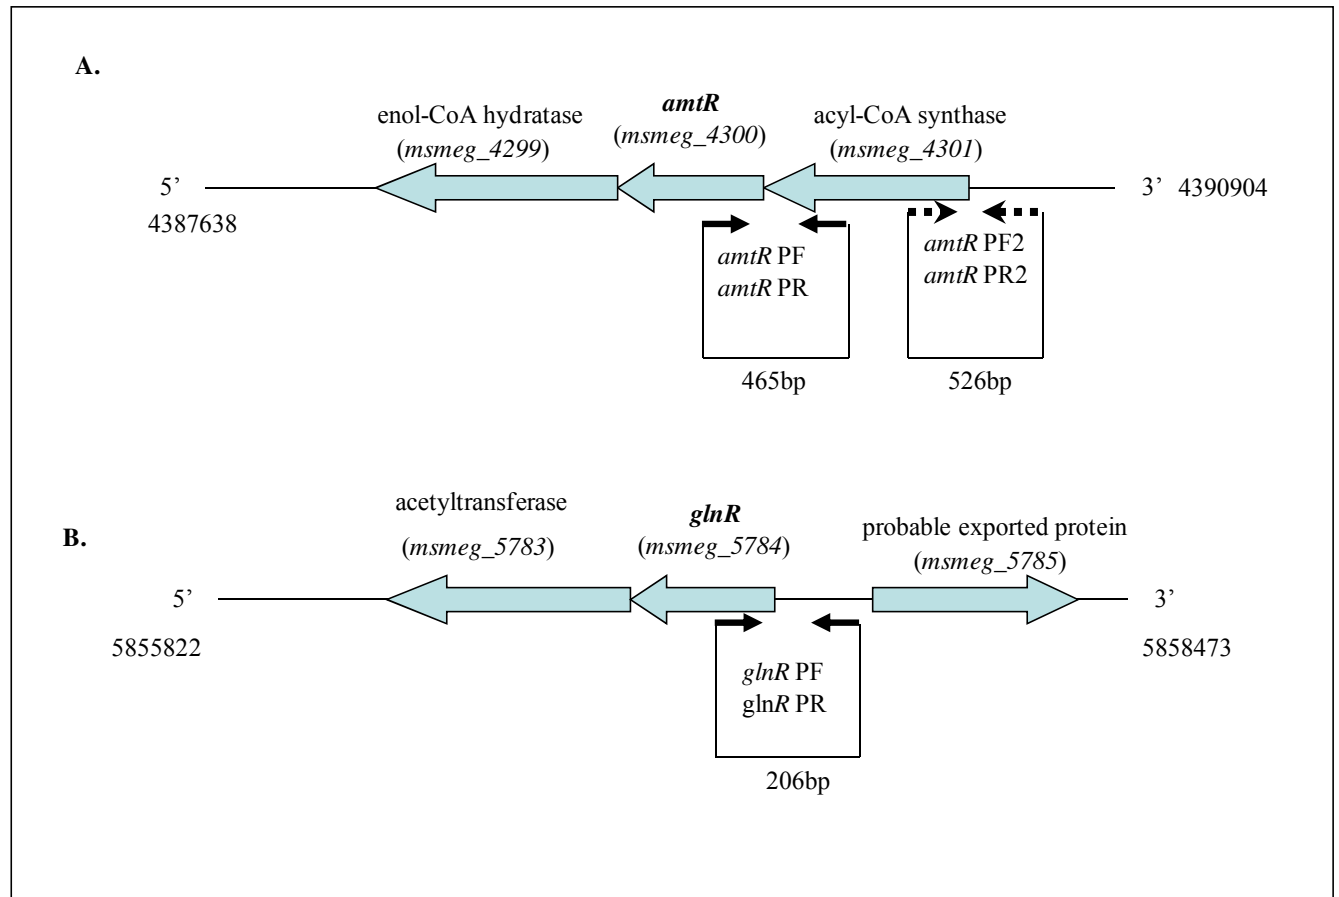 A.
enol-CoA hydratase
(msmeg_4299)
amtR
(msmeg_4300)
acyl-CoA synthase
(msmeg_4301)
5’
4387638
3’ 4390904
amtR PF
amtR PR
465bp
amtR PF2
amtR PR2
526bp
B.
acetyltransferase
(msmeg_5783)
glnR
(msmeg_5784)
probable exported protein
(msmeg_5785)
5’
5855822
3’
5858473
glnR PF
glnR PR
206bp